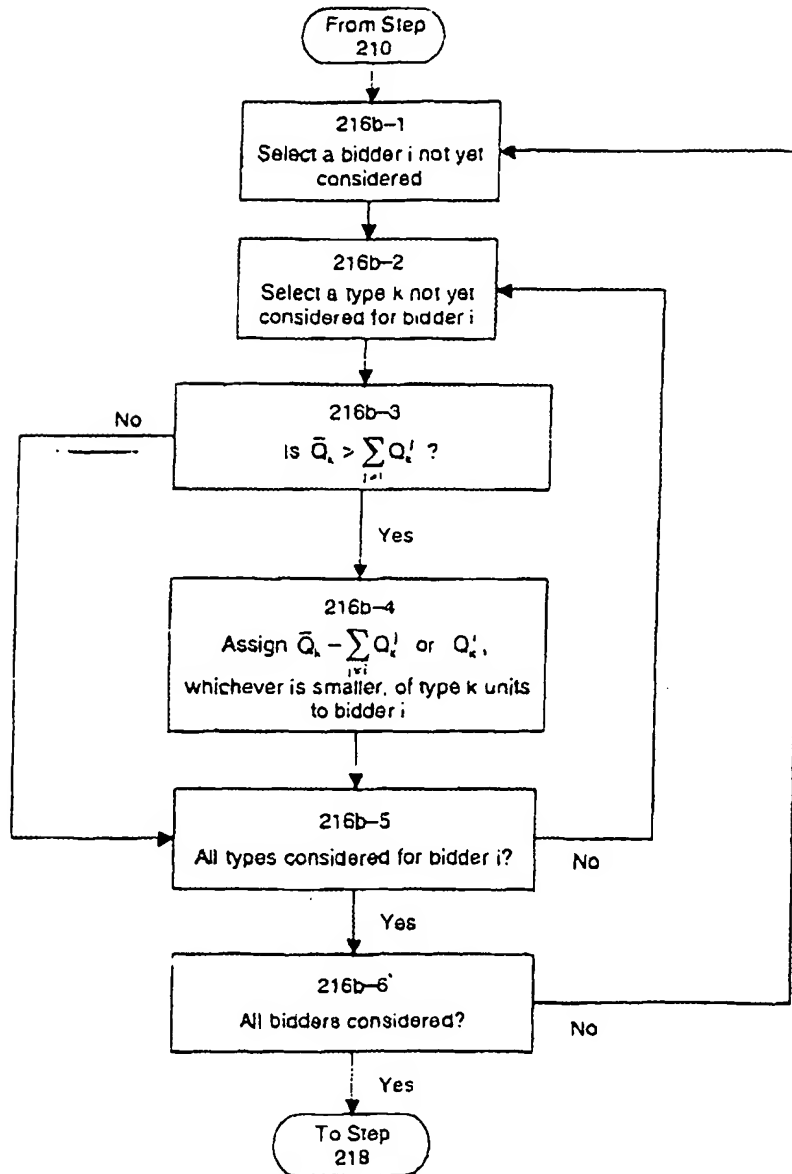 From Step
210
216b-1
Select a bidder i not yet
considered
216b-2
Select a type k not yet
considered for bidder i
No
216b-3
Is Q̄ₖ > ∑ Qₖʲ ?
j≠i
Yes
216b-4
Assign Q̄ₖ – ∑ Qₖʲ or Qₖⁱ,
j≠i
whichever is smaller, of type k units
to bidder i
216b-5
All types considered for bidder i?
No
Yes
216b-6
All bidders considered?
No
Yes
To Step
218